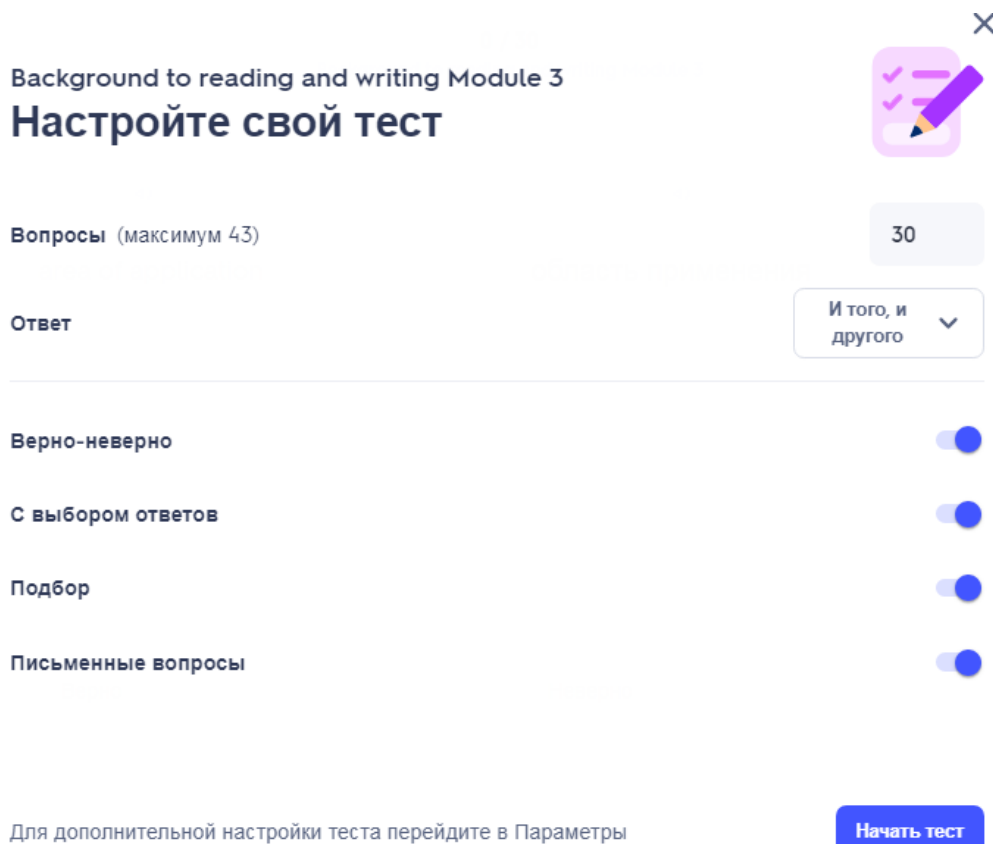 Background to reading and writing Module 3
Настройте свой тест
Вопросы (максимум 43)
30
Ответ
И того, и
другого
Верно-неверно
С выбором ответов
Подбор
Письменные вопросы
Для дополнительной настройки теста перейдите в Параметры
Начать тест